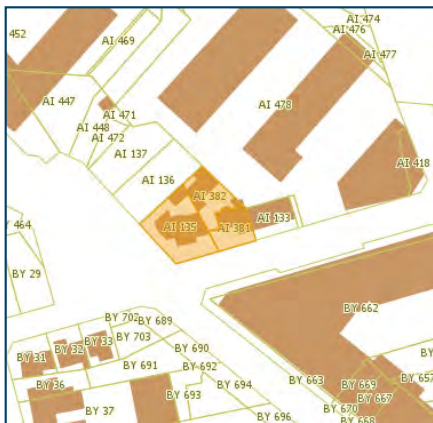 AI 474
452
AI 476
AI 469
AI 477
AI 447
AI 478
AI 471
AI 448
AI 472
AI 137
AI 418
AI 136
AI 382
AI 133
464
AI 135
AI 381
BY 29
BY 662
BY 702
BY 689
BY 33
BY 703
BY 32
BY 690
BY 31
BY 691
BY 692
BY 663
BY 669
BY 657
BY 36
BY 694
BY 693
BY 667
BY 37
BY 670
BY 696
BY 668